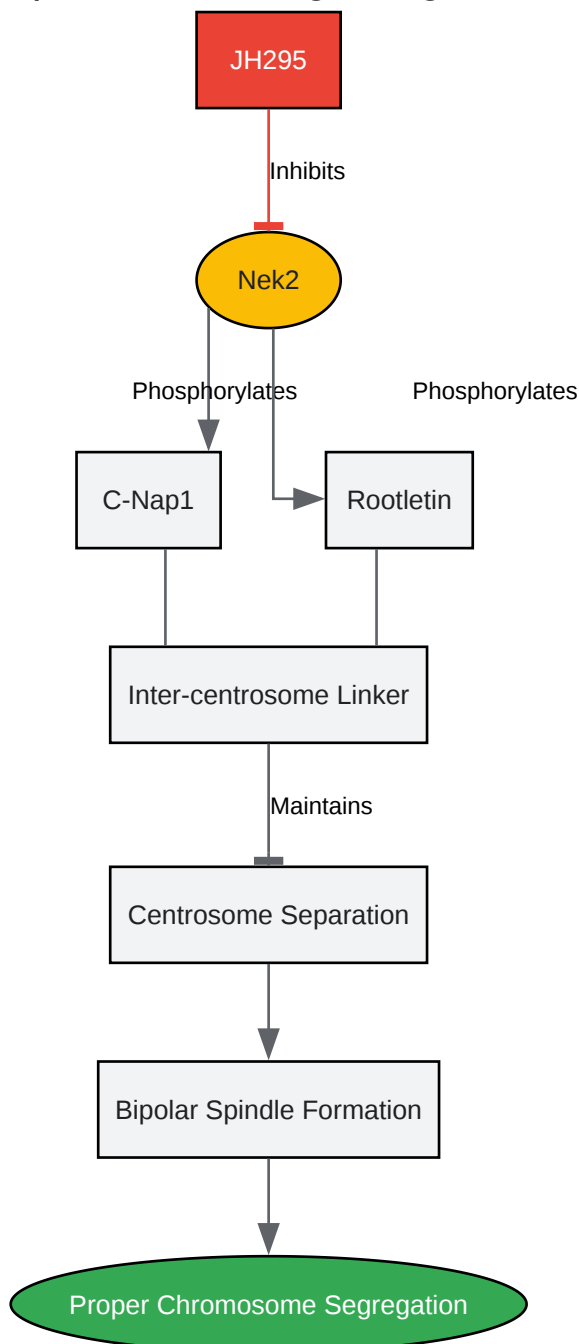 JH295
Inhibits
Nek2
Phosphorylates
Phosphorylates
C-Nap1
Rootletin
Inter-centrosome Linker
Maintains
Centrosome Separation
Bipolar Spindle Formation
Proper Chromosome Segregation